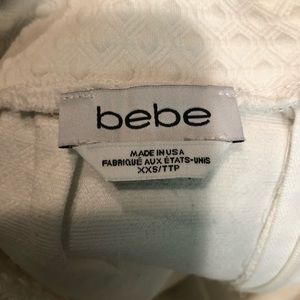 bebe
MADE IN USA
FABRIQUÉ AUX ÉTATS-UNIS
XXS/TTP